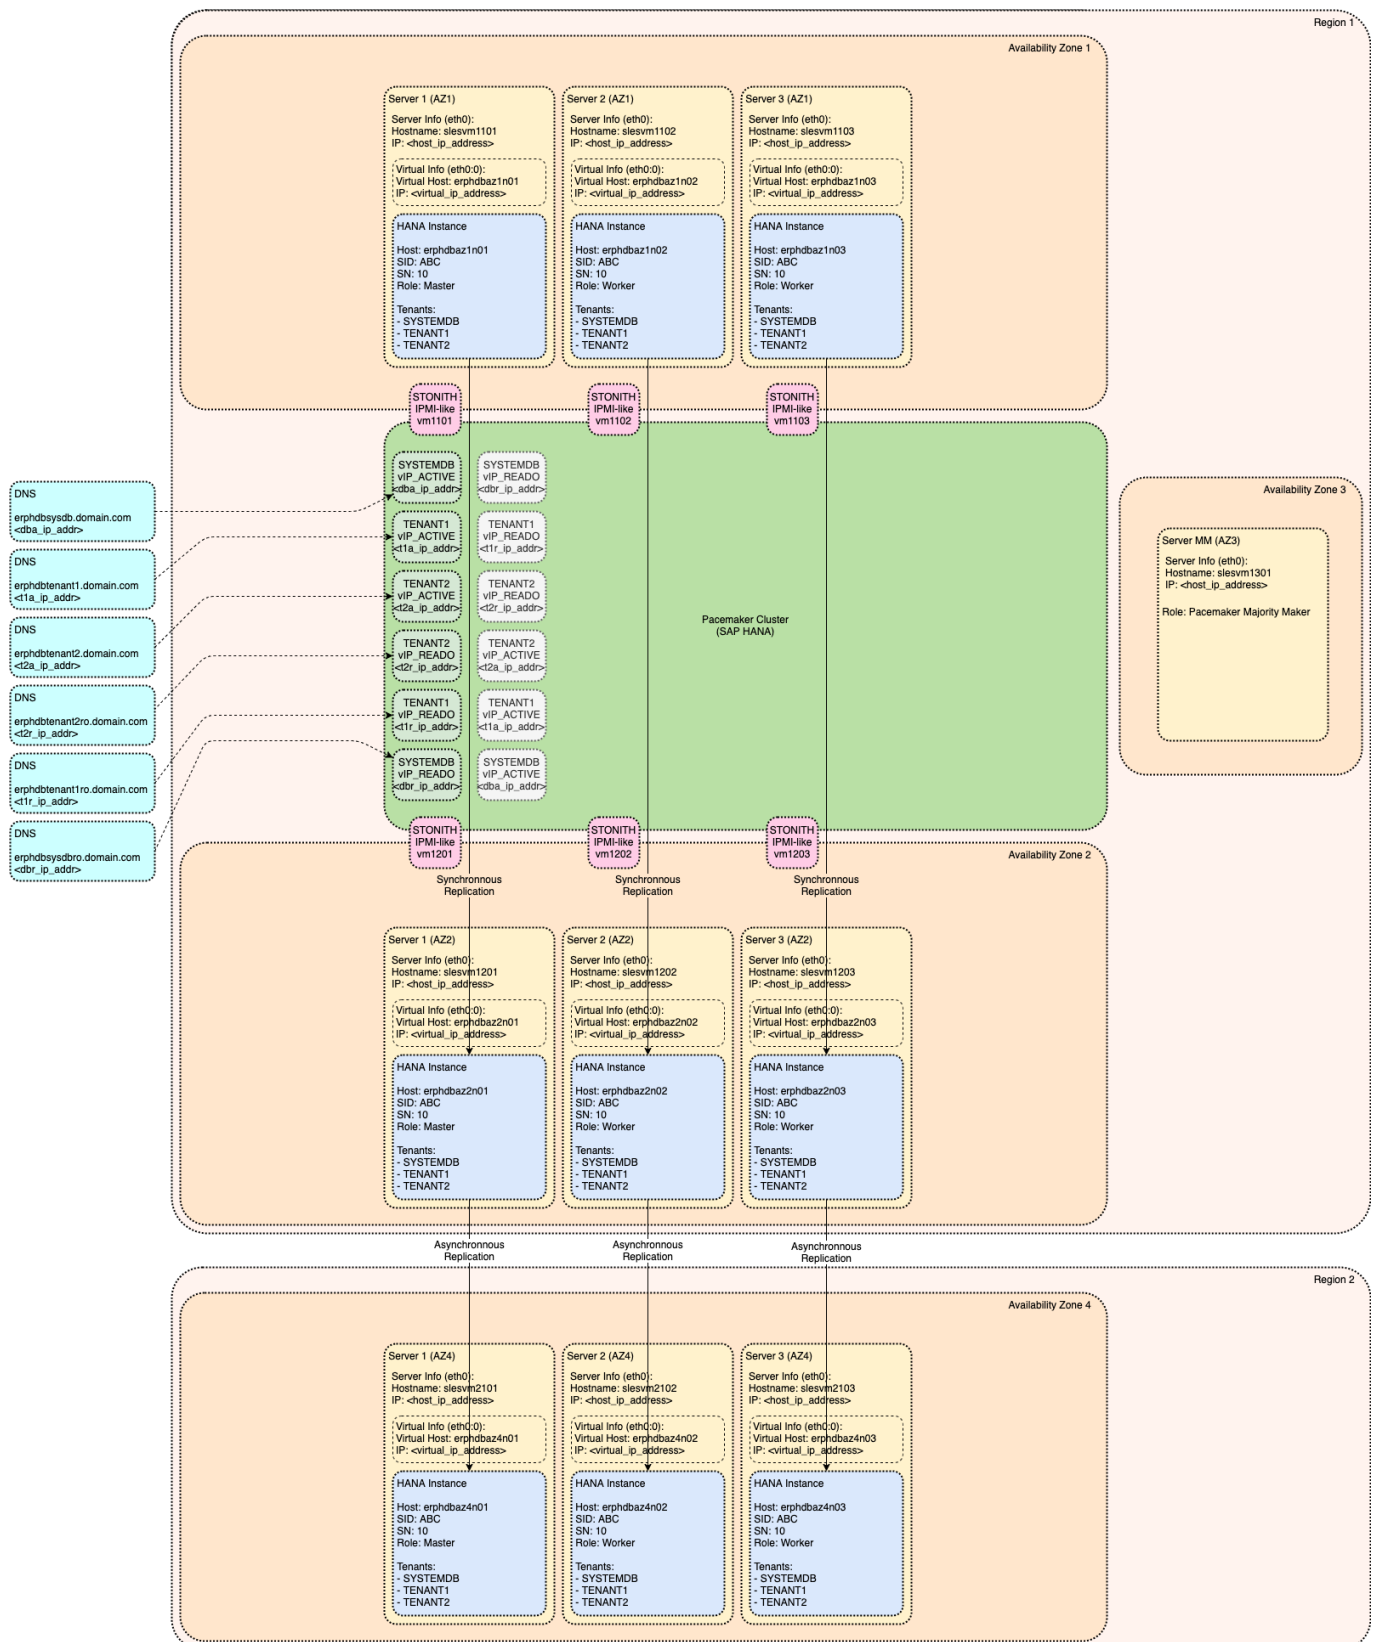 Region 1
Availability Zone 1
Server 1 (AZ1)
Server Info (eth0):
Hostname: slesvm1101
IP: <host_ip_address>
Virtual Info (eth0:0):
Virtual Host: erphdbaz1n01
IP: <virtual_ip_address>
HANA Instance
Host: erphdbaz1n01
SID: ABC
SN: 10
Role: Master
Tenants:
- SYSTEMDB
- TENANT1
- TENANT2
Server 2 (AZ1)
Server Info (eth0):
Hostname: slesvm1102
IP: <host_ip_address>
Virtual Info (eth0:0):
Virtual Host: erphdbaz1n02
IP: <virtual_ip_address>
HANA Instance
Host: erphdbaz1n02
SID: ABC
SN: 10
Role: Worker
Tenants:
- SYSTEMDB
- TENANT1
- TENANT2
Server 3 (AZ1)
Server Info (eth0):
Hostname: slesvm1103
IP: <host_ip_address>
Virtual Info (eth0:0):
Virtual Host: erphdbaz1n03
IP: <virtual_ip_address>
HANA Instance
Host: erphdbaz1n03
SID: ABC
SN: 10
Role: Worker
Tenants:
- SYSTEMDB
- TENANT1
- TENANT2
STONITH
IPMI-like
vm1101
STONITH
IPMI-like
vm1102
STONITH
IPMI-like
vm1103
DNS
erphdbsysdb.domain.com
<dba_ip_addr>
DNS
erphdbtenant1.domain.com
<t1a_ip_addr>
DNS
erphdbtenant2.domain.com
<t2a_ip_addr>
DNS
erphdbtenant2ro.domain.com
<t2r_ip_addr>
DNS
erphdbtenant1ro.domain.com
<t1r_ip_addr>
DNS
erphdbsysdbro.domain.com
<dbr_ip_addr>
SYSTEMDB
vIP_ACTIVE
<dba_ip_addr>
SYSTEMDB
vIP_READO
<dbr_ip_addr>
TENANT1
vIP_ACTIVE
<t1a_ip_addr>
TENANT1
vIP_READO
<t1r_ip_addr>
TENANT2
vIP_ACTIVE
<t2a_ip_addr>
TENANT2
vIP_READO
<t2r_ip_addr>
TENANT2
vIP_READO
<t2r_ip_addr>
TENANT2
vIP_ACTIVE
<t2a_ip_addr>
TENANT1
vIP_READO
<t1r_ip_addr>
TENANT1
vIP_ACTIVE
<t1a_ip_addr>
SYSTEMDB
vIP_READO
<dbr_ip_addr>
SYSTEMDB
vIP_ACTIVE
<dba_ip_addr>
Pacemaker Cluster
(SAP HANA)
Availability Zone 3
Server MM (AZ3)
Server Info (eth0):
Hostname: slesvm1301
IP: <host_ip_address>
Role: Pacemaker Majority Maker
STONITH
IPMI-like
vm1201
STONITH
IPMI-like
vm1202
STONITH
IPMI-like
vm1203
Availability Zone 2
Synchronnous
Replication
Synchronnous
Replication
Synchronnous
Replication
Server 1 (AZ2)
Server Info (eth0):
Hostname: slesvm1201
IP: <host_ip_address>
Virtual Info (eth0:0):
Virtual Host: erphdbaz2n01
IP: <virtual_ip_address>
HANA Instance
Host: erphdbaz2n01
SID: ABC
SN: 10
Role: Master
Tenants:
- SYSTEMDB
- TENANT1
- TENANT2
Server 2 (AZ2)
Server Info (eth0):
Hostname: slesvm1202
IP: <host_ip_address>
Virtual Info (eth0:0):
Virtual Host: erphdbaz2n02
IP: <virtual_ip_address>
HANA Instance
Host: erphdbaz2n02
SID: ABC
SN: 10
Role: Worker
Tenants:
- SYSTEMDB
- TENANT1
- TENANT2
Server 3 (AZ2)
Server Info (eth0):
Hostname: slesvm1203
IP: <host_ip_address>
Virtual Info (eth0:0):
Virtual Host: erphdbaz2n03
IP: <virtual_ip_address>
HANA Instance
Host: erphdbaz2n03
SID: ABC
SN: 10
Role: Worker
Tenants:
- SYSTEMDB
- TENANT1
- TENANT2
Asynchronnous
Replication
Asynchronnous
Replication
Asynchronnous
Replication
Region 2
Availability Zone 4
Server 1 (AZ4)
Server Info (eth0):
Hostname: slesvm2101
IP: <host_ip_address>
Virtual Info (eth0:0):
Virtual Host: erphdbaz4n01
IP: <virtual_ip_address>
HANA Instance
Host: erphdbaz4n01
SID: ABC
SN: 10
Role: Master
Tenants:
- SYSTEMDB
- TENANT1
- TENANT2
Server 2 (AZ4)
Server Info (eth0):
Hostname: slesvm2102
IP: <host_ip_address>
Virtual Info (eth0:0):
Virtual Host: erphdbaz4n02
IP: <virtual_ip_address>
HANA Instance
Host: erphdbaz4n02
SID: ABC
SN: 10
Role: Worker
Tenants:
- SYSTEMDB
- TENANT1
- TENANT2
Server 3 (AZ4)
Server Info (eth0):
Hostname: slesvm2103
IP: <host_ip_address>
Virtual Info (eth0:0):
Virtual Host: erphdbaz4n03
IP: <virtual_ip_address>
HANA Instance
Host: erphdbaz4n03
SID: ABC
SN: 10
Role: Worker
Tenants:
- SYSTEMDB
- TENANT1
- TENANT2